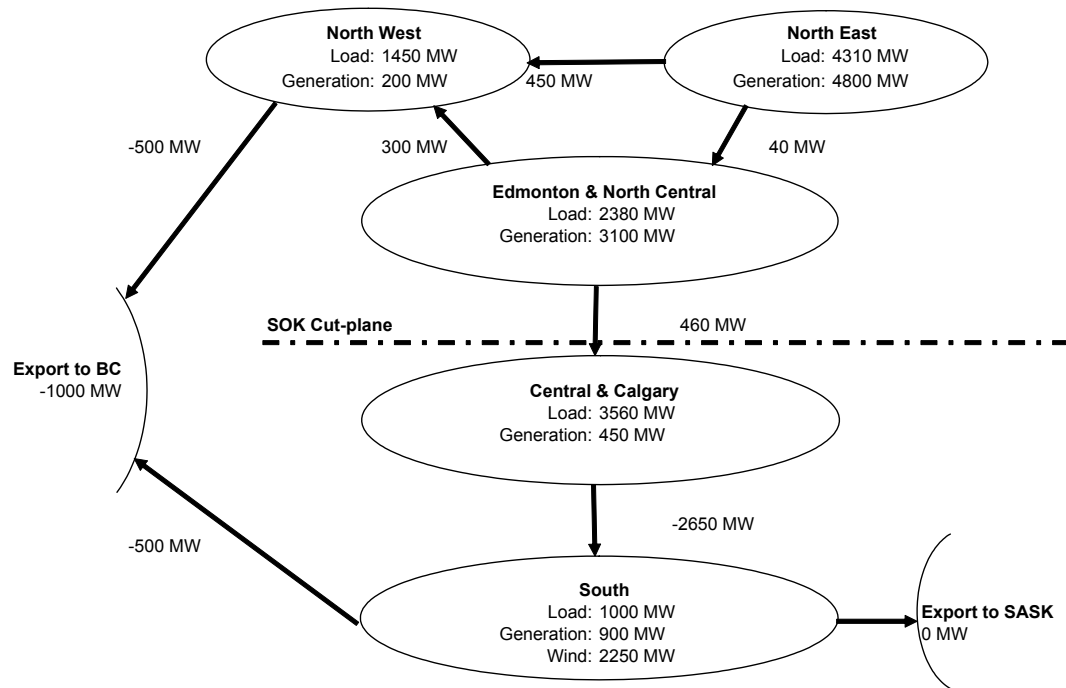 North West
Load: 1450 MW
Generation: 200 MW
North East
Load: 4310 MW
Generation: 4800 MW
450 MW
-500 MW
300 MW
40 MW
Edmonton & North Central
Load: 2380 MW
Generation: 3100 MW
SOK Cut-plane
460 MW
Export to BC
-1000 MW
Central & Calgary
Load: 3560 MW
Generation: 450 MW
-2650 MW
-500 MW
South
Load: 1000 MW
Generation: 900 MW
Wind: 2250 MW
Export to SASK
0 MW